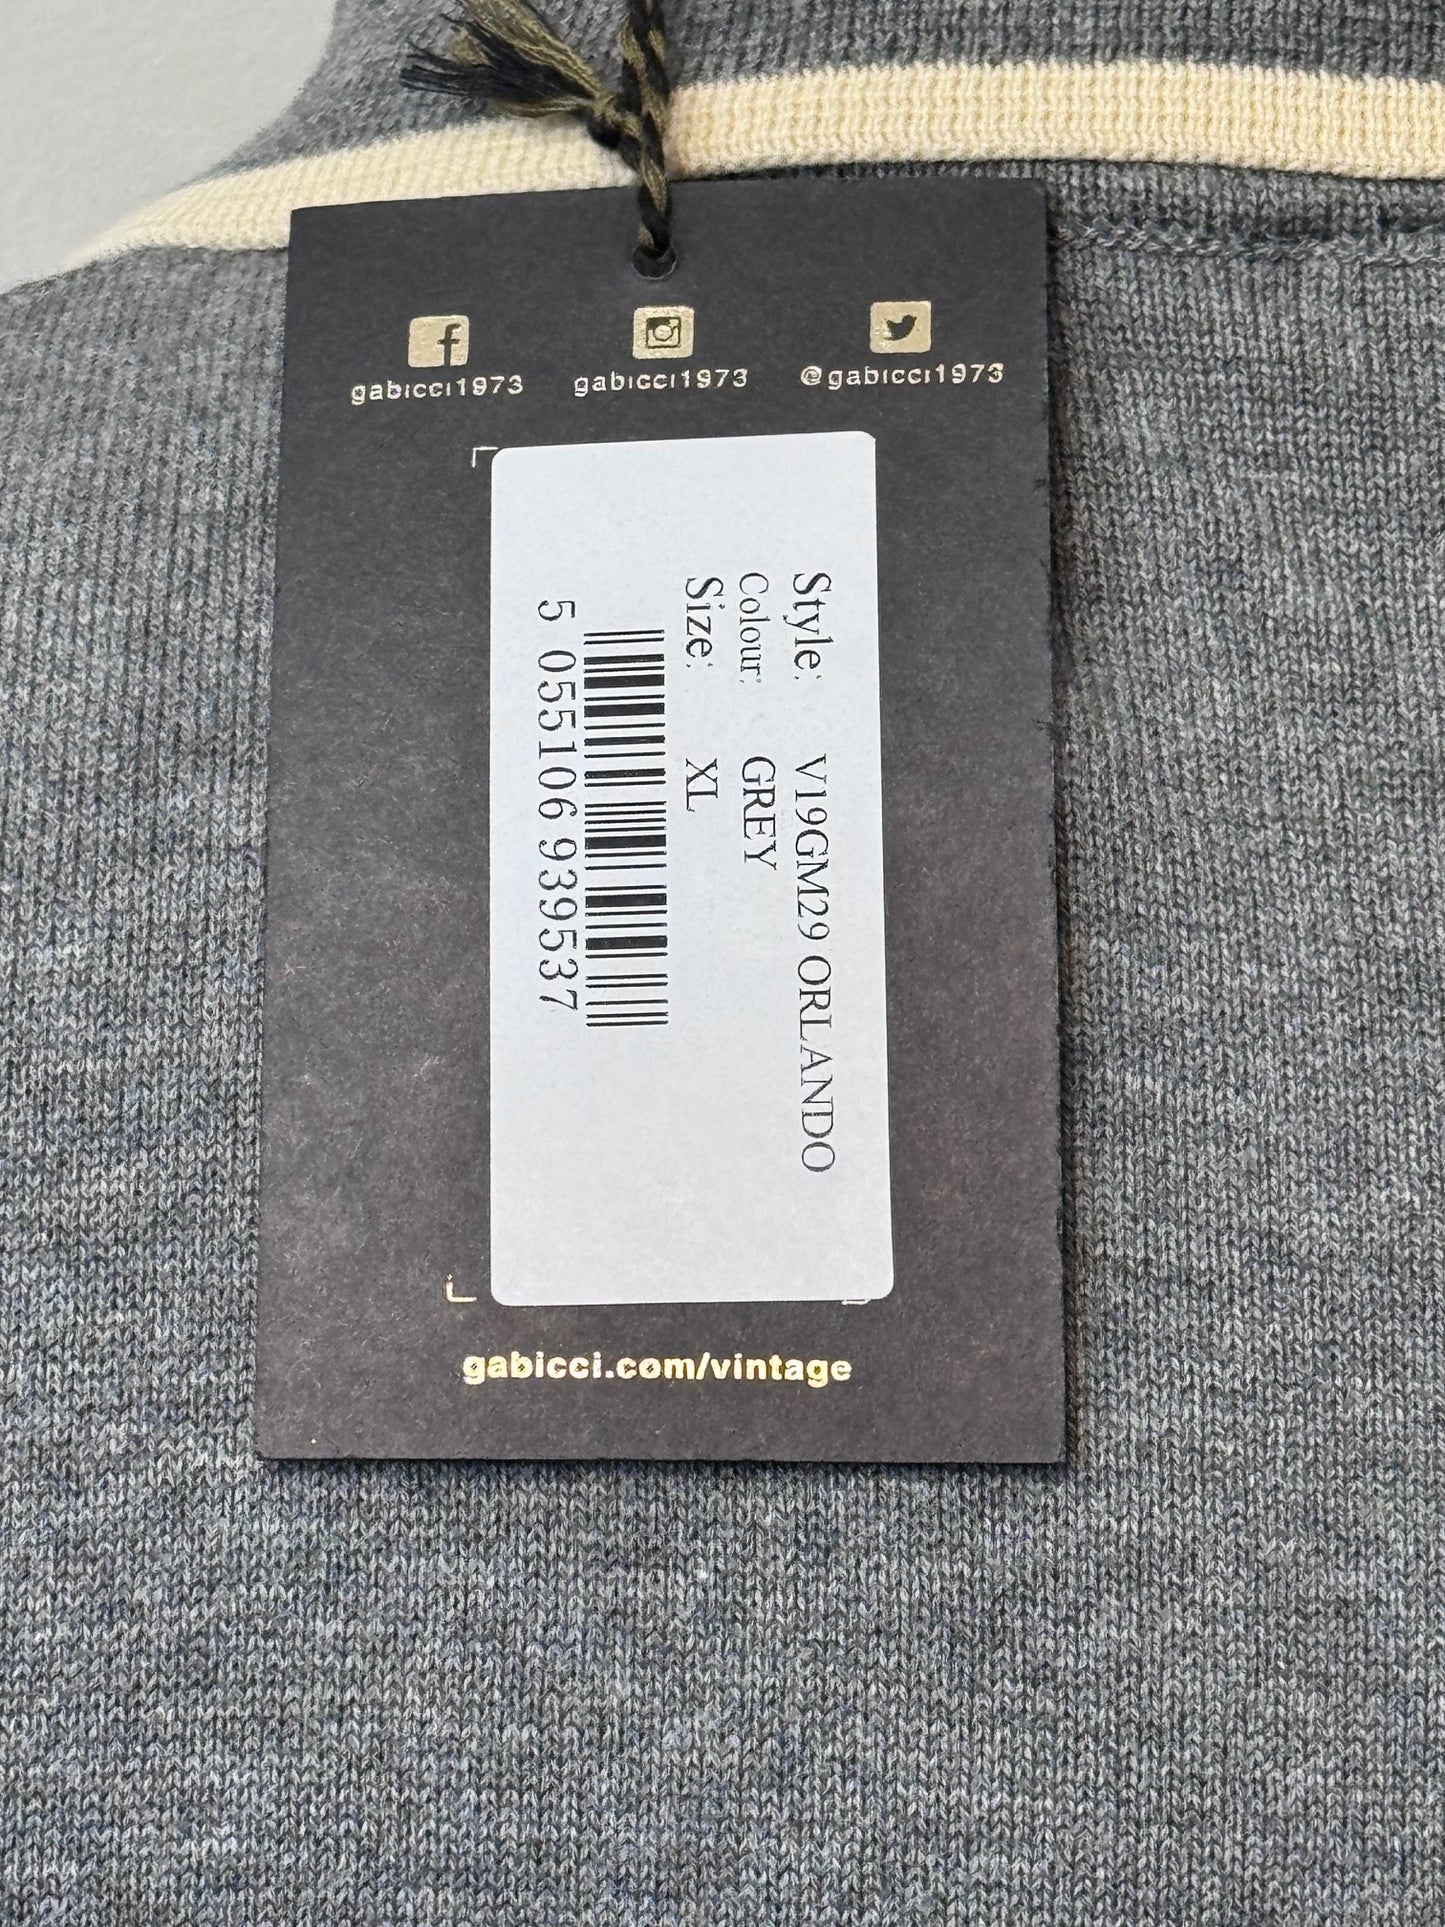 gabicci1973 gabicci1973 @gabicci1973
Style: V19GM29 ORLANDO
Colour: GREY
Size: XL
5 055106 939537
gabicci.com/vintage